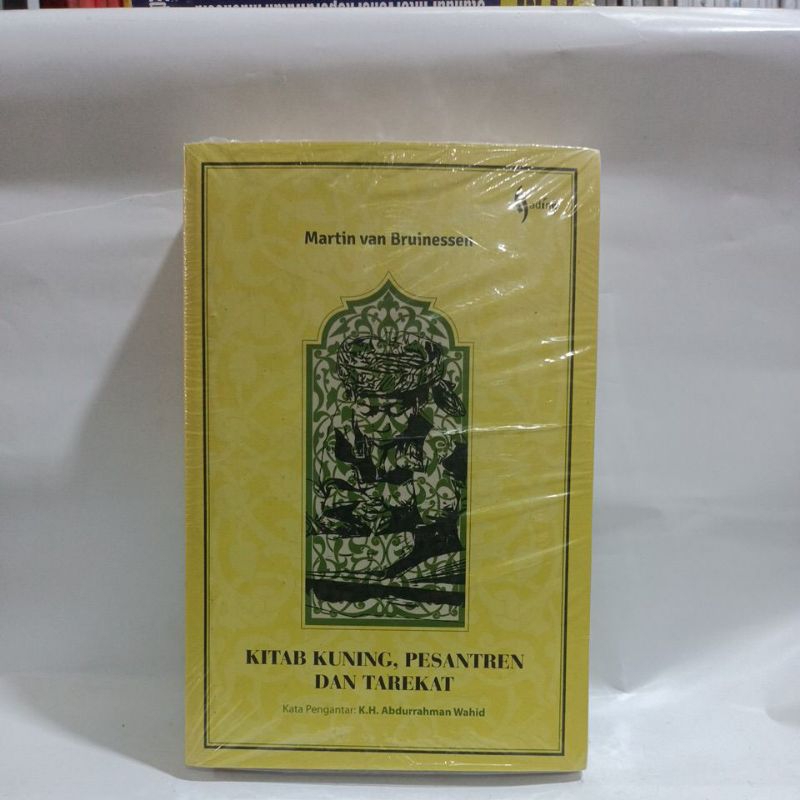 Martin van Bruinessen
KITAB KUNING, PESANTREN
DAN TAREKAT
Kata Pengantar: K.H. Abdurrahman Wahid